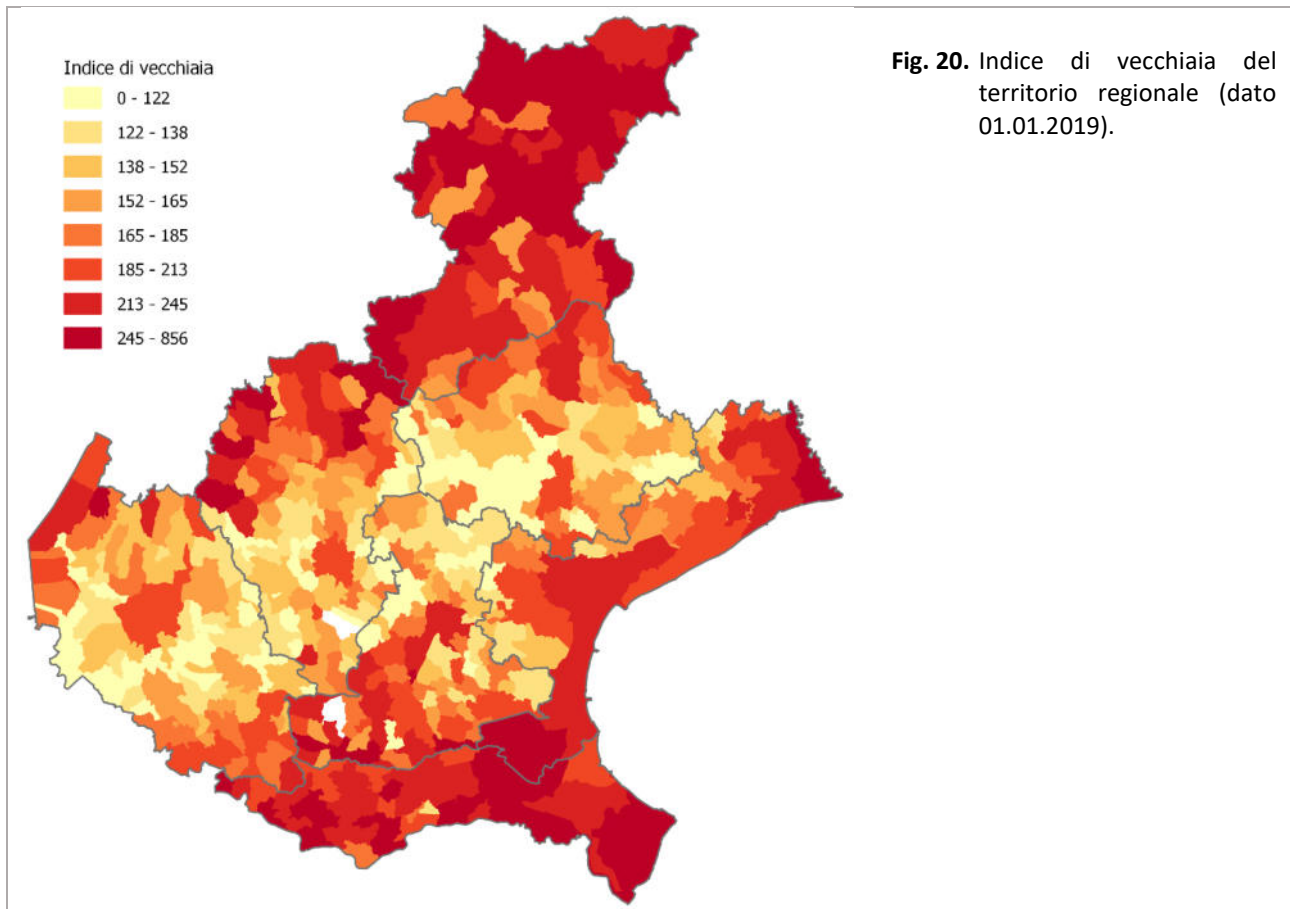 Indice di vecchiaia
0 - 122
122 - 138
138 - 152
152 - 165
165 - 185
185 - 213
213 - 245
245 - 856
Fig. 20. Indice di vecchiaia del
territorio regionale (dato
01.01.2019).